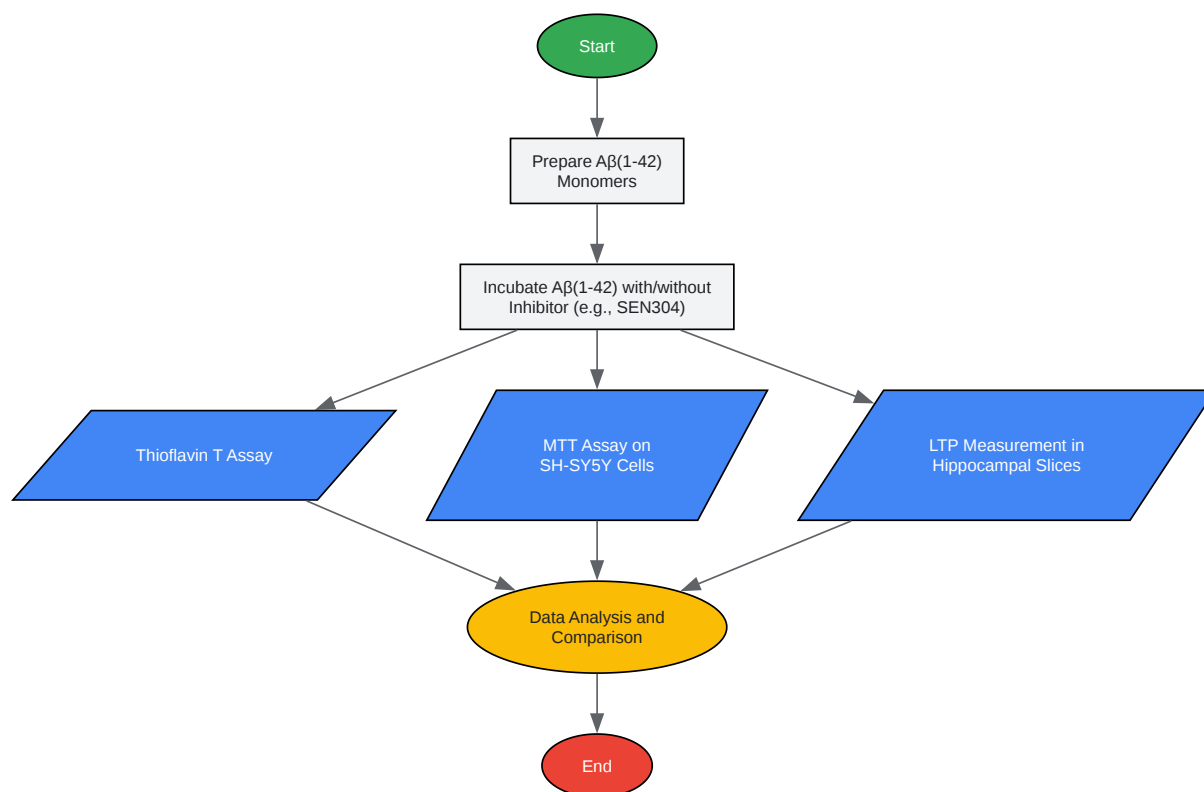 Start
Prepare Aβ(1-42)
Monomers
Incubate Aβ(1-42) with/without
Inhibitor (e.g., SEN304)
Thioflavin T Assay
MTT Assay on
SH-SY5Y Cells
LTP Measurement in
Hippocampal Slices
Data Analysis and
Comparison
End